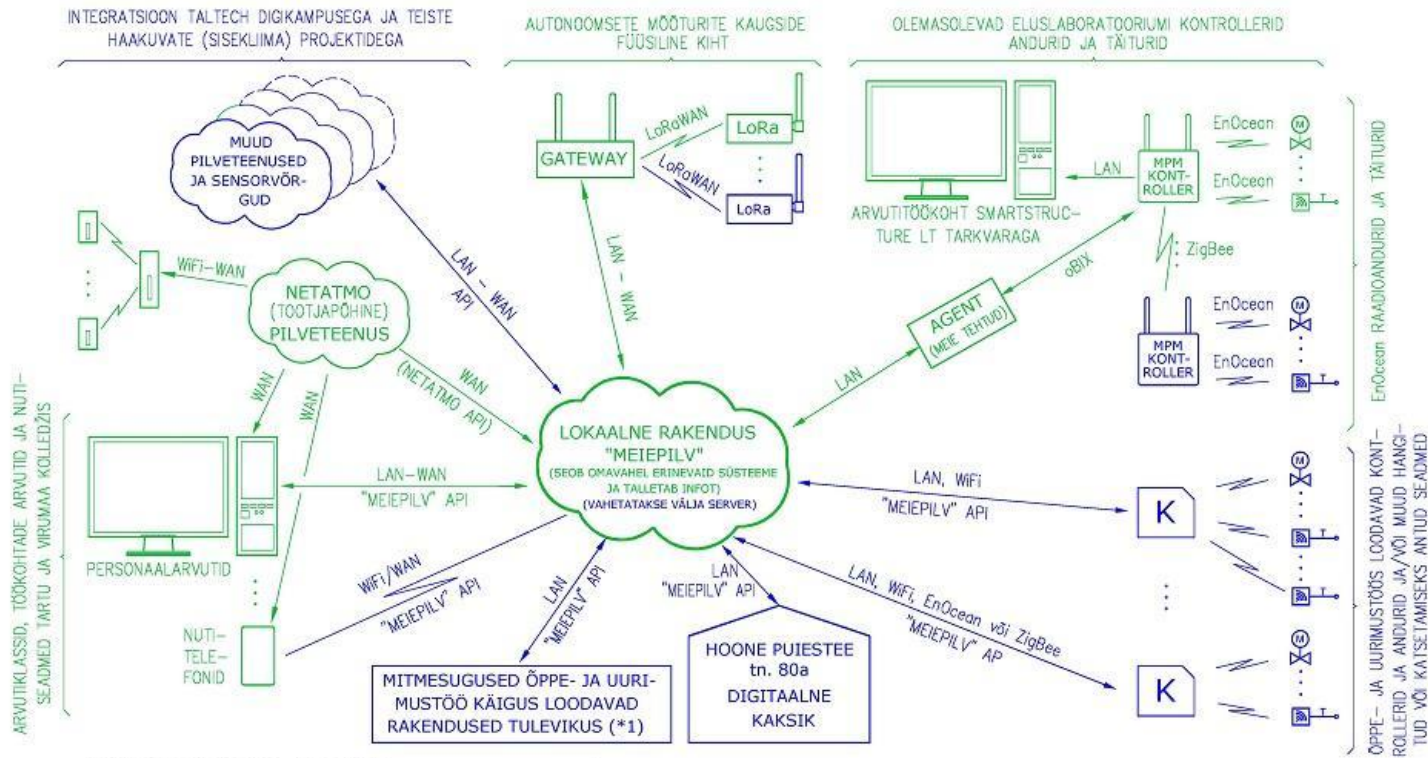 INTEGRATSIOON TALTECH DIGIKAMPUSEGA JA TEISTE
HAAKUVATE (SISEKLIIMA) PROJEKTIDEGA
AUTONOOMSETE MÕÕTURITE KAUGSIDE
FÜÜSILINE KIHT
OLEMASOLEVAD ELUSLABORATOORIUMI KONTROLLERID
ANDURID JA TÄITURID
MUUD
PILVETEENUSED
JA SENSORVÕR-
GUD
LAN - WAN
API
GATEWAY
LoRaWAN
LoRa
LoRaWAN
LoRa
LAN - WAN
ARVUTITÖÖKOHT SMARTSTRUC-
TURE LT TARKVARAGA
LAN
MPM
KONT-
ROLLER
EnOcean
M
EnOcean
T
ZigBee
MPM
KONT-
ROLLER
EnOcean
M
EnOcean
T
EnOcean RAADIOANDURID JA TÄITURID
oBIX
AGENT
(MEIE TEHTUD)
LAN
WiFi-WAN
NETATMO
(TOOTJAPÕHINE)
PILVETEENUS
WAN
WAN
WAN
(NETATMO API)
LOKAALNE RAKENDUS
"MEIEPILV"
(SEOB OMAVAHEL ERINEVAID SÜSTEEME
JA TALLETAB INFOT)
(VAHETATAKSE VÄLJA SERVER)
ARVUTIKLASSID, TÖÖKOHTADE ARVUTID JA NUTI-
SEADMED TARTU JA VIRUMAA KOLLEDŽIS
PERSONAALARVUTID
LAN-WAN
"MEIEPILV" API
NUTI-
TELE-
FONID
WiFi/WAN
"MEIEPILV" API
LAN
"MEIEPILV" API
MITMESUGUSED ÕPPE- JA UURI-
MUSTÖÖ KÄIGUS LOODAVAD
RAKENDUSED TULEVIKUS (*1)
LAN
"MEIEPILV" API
HOONE PUIESTEE
tn. 80a
DIGITAALNE
KAKSIK
LAN, WiFi
"MEIEPILV" API
K
M
T
T
LAN, WiFi, EnOcean või ZigBee
"MEIEPILV" AP
K
M
T
ÕPPE- JA UURIMUSTÖÖS LOODAVAD KONT-
ROLLERID JA ANDURID JA/VÕI MUUD HANGI-
TUD VÕI KATSETAMISEKS ANTUD SEADMED